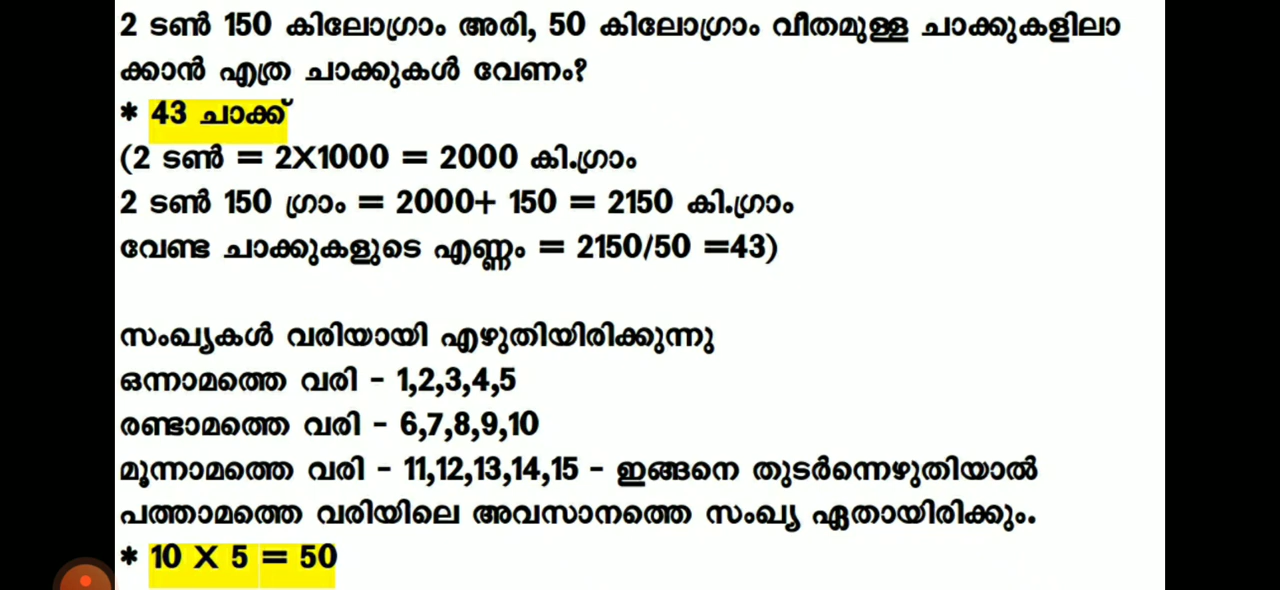 2 ടൺ 150 കിലോഗ്രാം അരി, 50 കിലോഗ്രാം വീതമുള്ള ചാക്കുകളിലാ
ക്കാൻ എത്ര ചാക്കുകൾ വേണം?
* 43 ചാക്ക്
(2 ടൺ = 2X1000 = 2000 കി.ഗ്രാം
2 ടൺ 150 ഗ്രാം = 2000+ 150 = 2150 കി.ഗ്രാം
വേണ്ട ചാക്കുകളുടെ എണ്ണം = 2150/50 =43)
സംഖ്യകൾ വരിയായി എഴുതിയിരിക്കുന്നു
ഒന്നാമത്തെ വരി - 1,2,3,4,5
രണ്ടാമത്തെ വരി - 6,7,8,9,10
മൂന്നാമത്തെ വരി - 11,12,13,14,15 - ഇങ്ങനെ തുടർന്നെഴുതിയാൽ
പത്താമത്തെ വരിയിലെ അവസാനത്തെ സംഖ്യ ഏതായിരിക്കും.
* 10 X 5 = 50